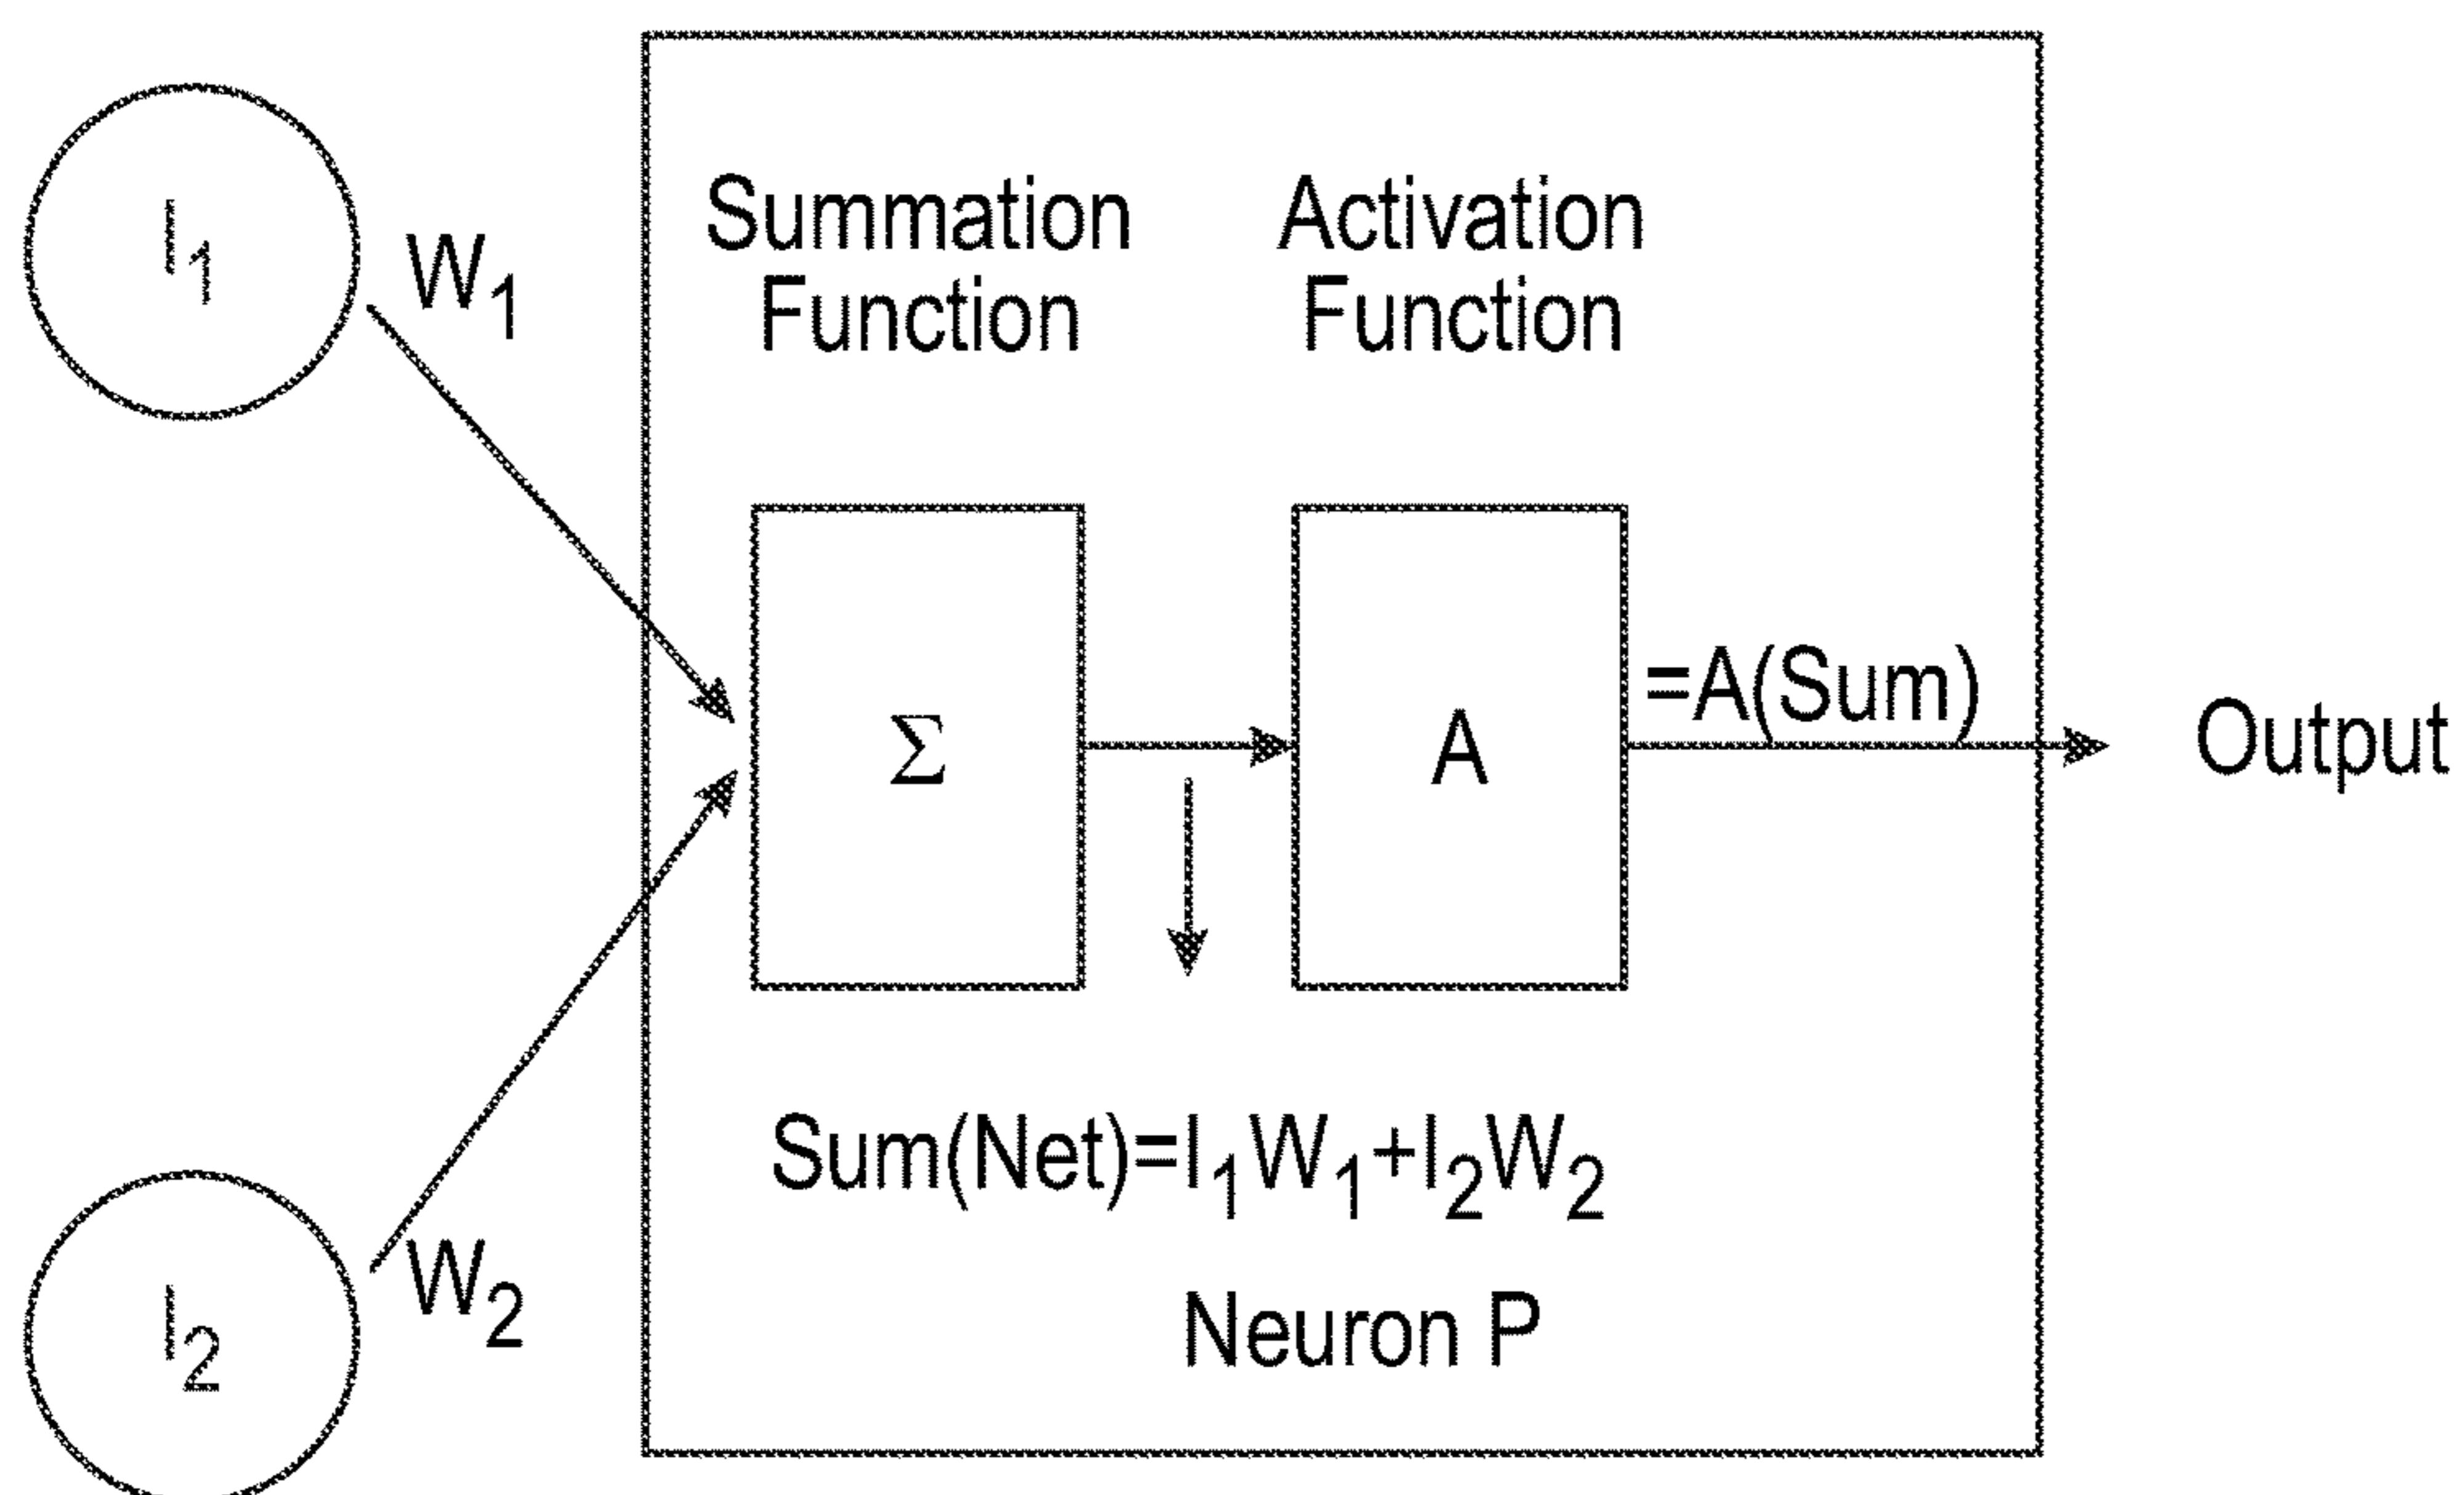 I₁
W₁
Summation
Function
Activation
Function
Σ
A
=A(Sum)
Output
Sum(Net)=I₁W₁+I₂W₂
I₂
W₂
Neuron P